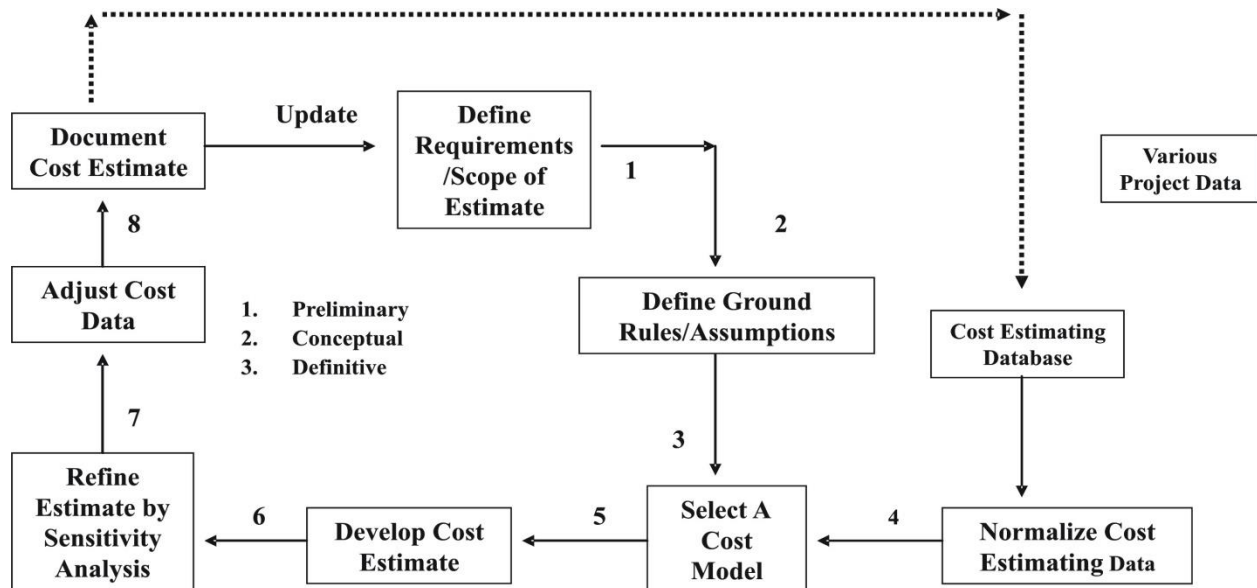 Update
Document
Cost Estimate
Define
Requirements
/Scope of
Estimate
1
Various
Project Data
8
2
Adjust Cost
Data
1. Preliminary
2. Conceptual
3. Definitive
Define Ground
Rules/Assumptions
Cost Estimating
Database
7
3
Refine
Estimate by
Sensitivity
Analysis
6
Develop Cost
Estimate
5
Select A
Cost
Model
4
Normalize Cost
Estimating Data